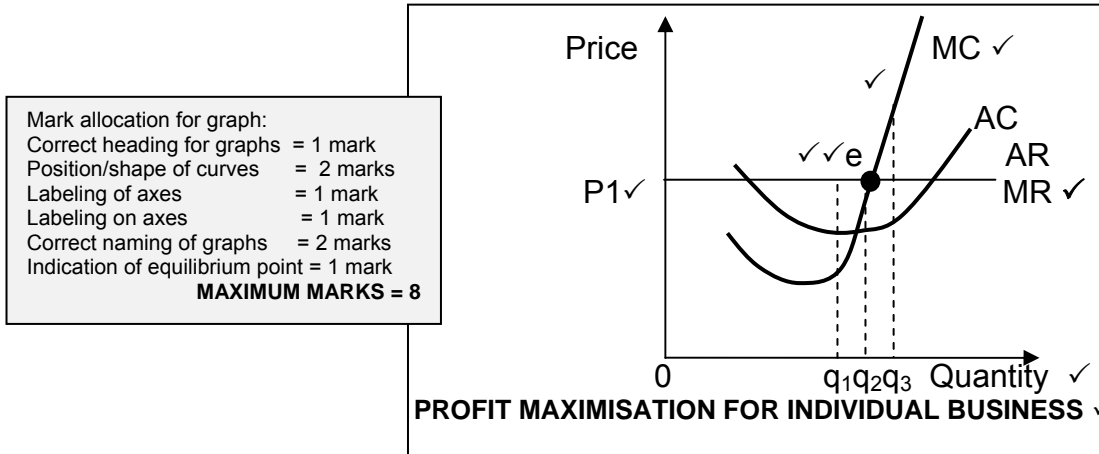 Mark allocation for graph:
Correct heading for graphs = 1 mark
Position/shape of curves = 2 marks
Labeling of axes = 1 mark
Labeling on axes = 1 mark
Correct naming of graphs = 2 marks
Indication of equilibrium point = 1 mark
MAXIMUM MARKS = 8
Price
MC ✓
✓
AC
✓✓e
AR
P1✓
MR ✓
0
q₁q₂q₃ Quantity ✓
PROFIT MAXIMISATION FOR INDIVIDUAL BUSINESS ✓